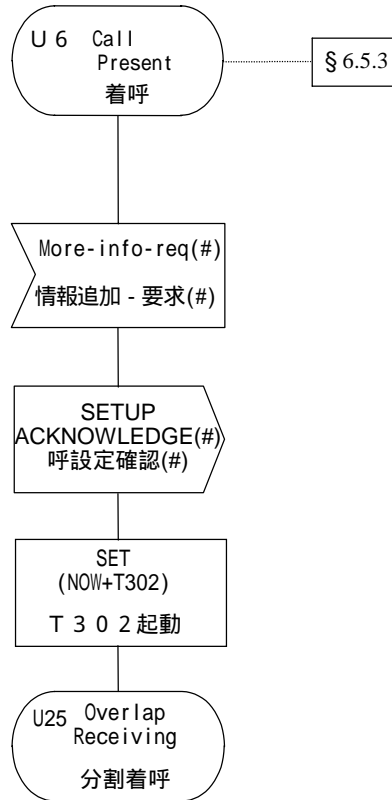 U 6 Call
Present
着呼
§ 6.5.3
More-info-req(#)
情報追加 - 要求(#)
SETUP
ACKNOWLEDGE(#)
呼設定確認(#)
SET
(NOW+T302)
T 3 0 2 起動
U25 Overlap
Receiving
分割着呼